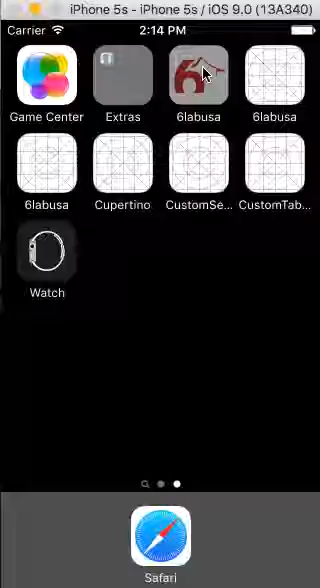 iPhone 5s - iPhone 5s / iOS 9.0 (13A340)
Carrier 2:14 PM
Game Center Extras 6labusa 6labusa
6labusa Cupertino CustomSe... CustomTab...
Watch
Safari